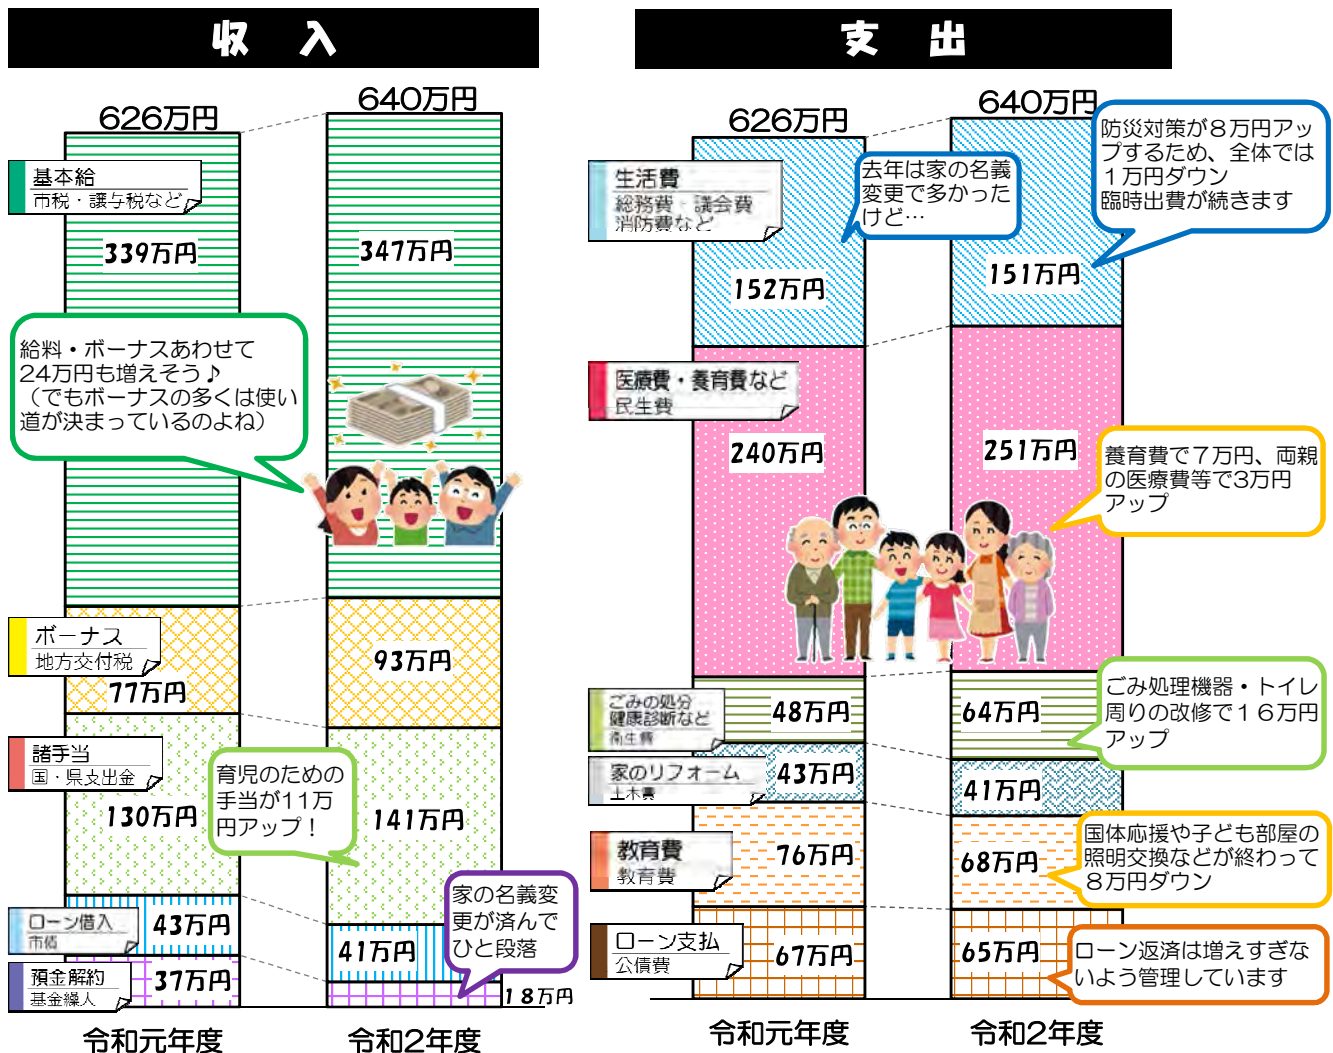 収 入
626万円
640万円
基本給
市税・譲与税など
339万円
347万円
給料・ボーナスあわせて
24万円も増えそう♪
（でもボーナスの多くは使い
道が決まっているのよね）
ボーナス
地方交付税
77万円
93万円
諸手当
国・県支出金
130万円
141万円
育児のための
手当が11万
円アップ！
ローン借入
市債
43万円
41万円
家の名義変
更が済んで
ひと段落
預金解約
基金繰入
37万円
18万円
令和元年度
令和2年度
支 出
626万円
640万円
生活費
総務費・議会費
消防費など
152万円
151万円
去年は家の名義
変更で多かった
けど…
防災対策が８万円アッ
プするため、全体では
１万円ダウン
臨時出費が続きます
医療費・養育費など
民生費
240万円
251万円
養育費で７万円、両親
の医療費等で3万円
アップ
ごみの処分
健康診断など
衛生費
48万円
64万円
ごみ処理機器・トイレ
周りの改修で１６万円
アップ
家のリフォーム
土木費
43万円
41万円
教育費
教育費
76万円
68万円
国体応援や子ども部屋の
照明交換などが終わって
８万円ダウン
ローン支払
公債費
67万円
65万円
ローン返済は増えすぎな
いよう管理しています
令和元年度
令和2年度